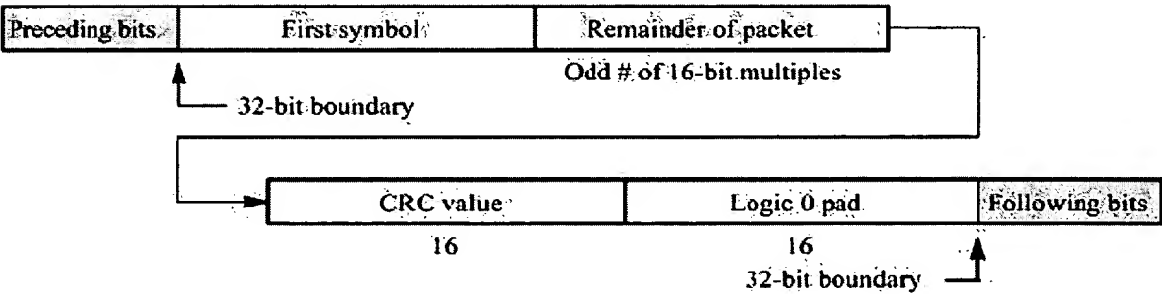 Preceding bits First symbol Remainder of packet
Odd # of 16-bit multiples
32-bit boundary
CRC value Logic 0 pad Following bits
16 16
32-bit boundary